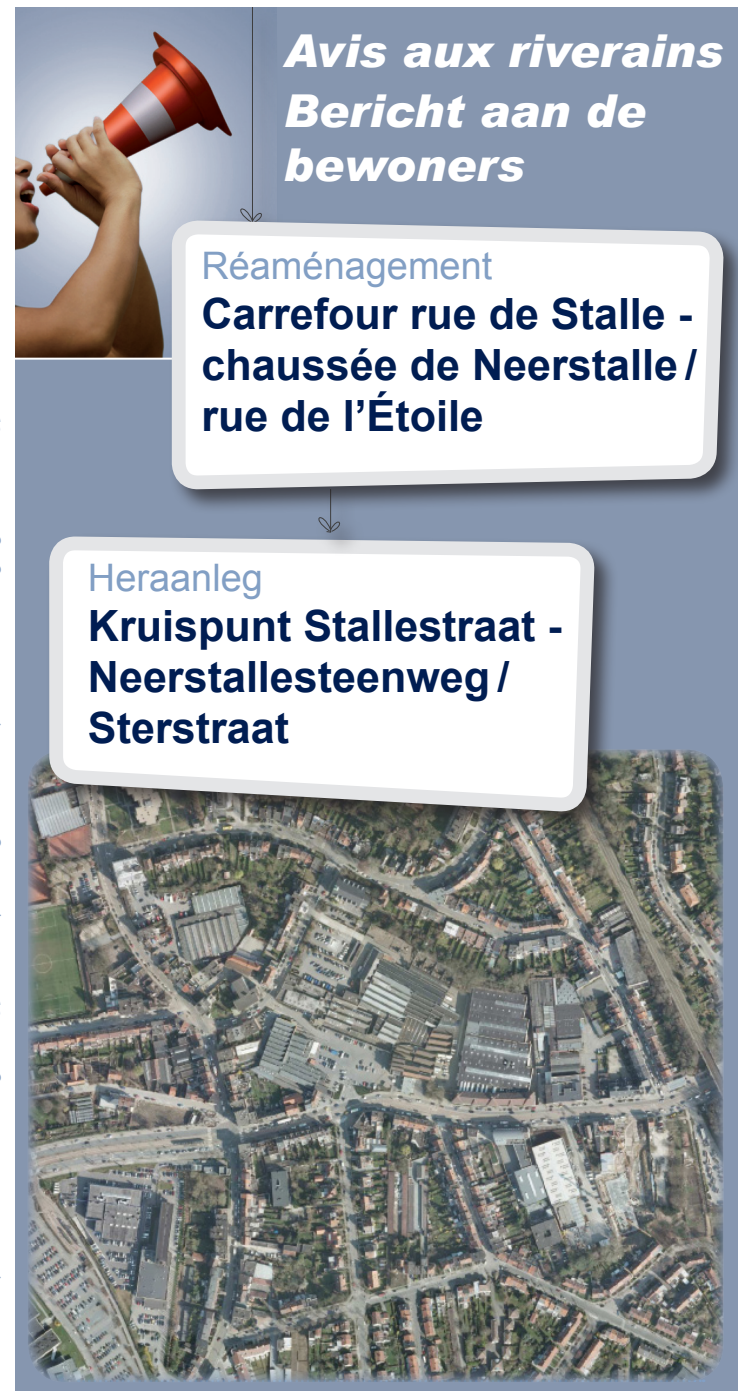 Avis aux riverains
Bericht aan de
bewoners
Réaménagement
Carrefour rue de Stalle -
chaussée de Neerstalle /
rue de l’Étoile
Heraanleg
Kruispunt Stallestraat -
Neerstallesteenweg /
Sterstraat